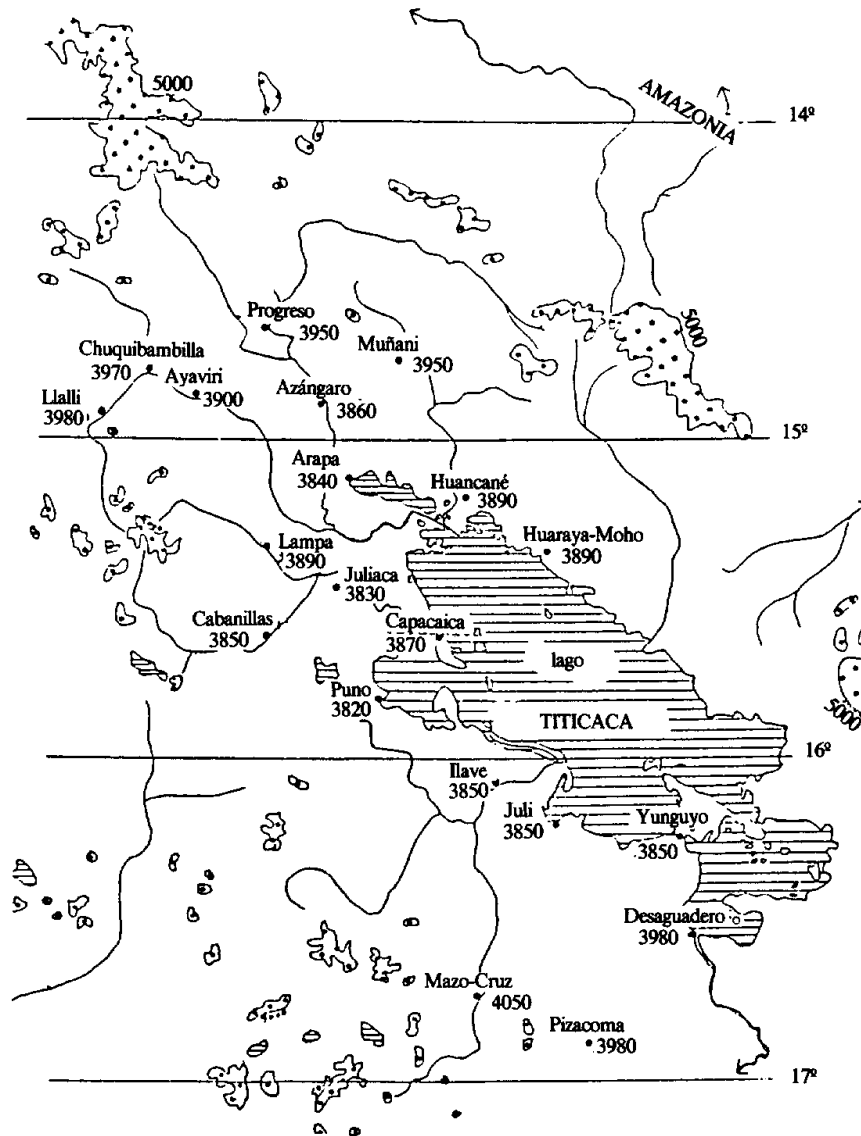 5000
AMAZONIA
14º
Progreso
3950
5000
Chuquibambilla
3970
Muñani
3950
Ayaviri
3900
Azángaro
3860
Llalli
3980
15º
Arapa
3840
Huancané
3890
Lampa
3890
Huaraya-Moho
3890
Juliaca
3830
Cabanillas
3850
Capacaica
3870
lago
Puno
3820
5000
TITICACA
16º
Ilave
3850
Juli
3850
Yunguyo
3850
Desaguadero
3980
Mazo-Cruz
4050
Pizacoma
3980
17º